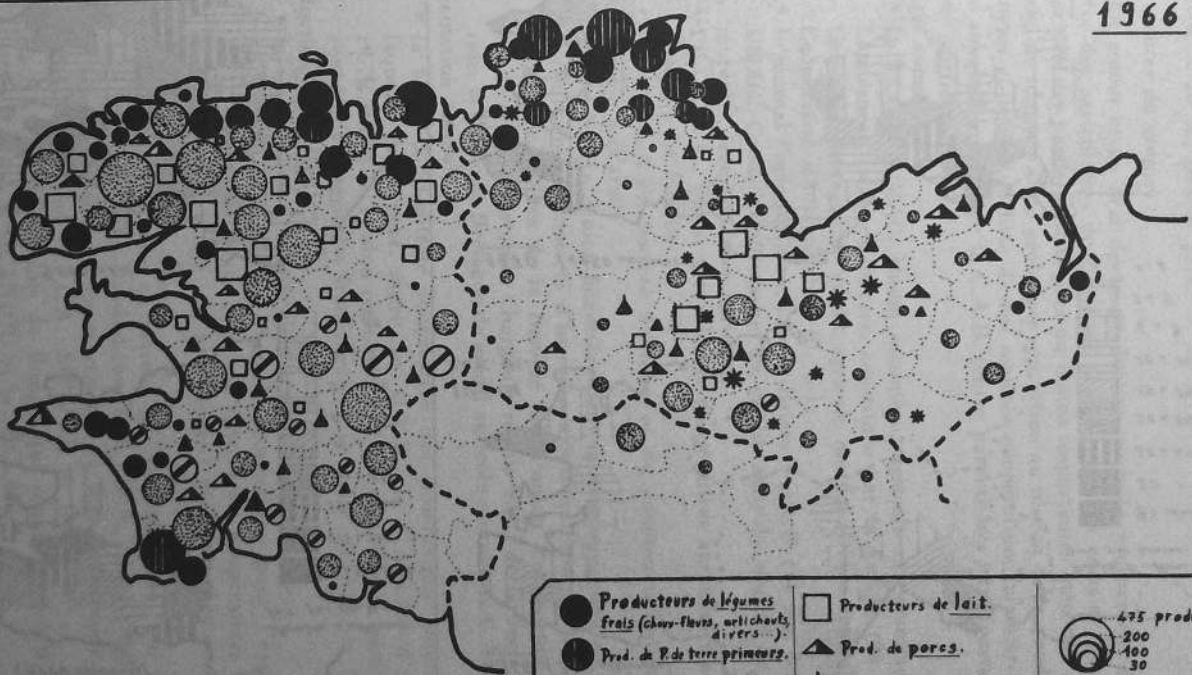 1966
Producteurs de légumes
frais (choux-fleurs, artichauts,
divers...).
Prod. de P. de terre primeurs.
Producteurs de lait.
Prod. de porcs.
475 prod
200
100
30